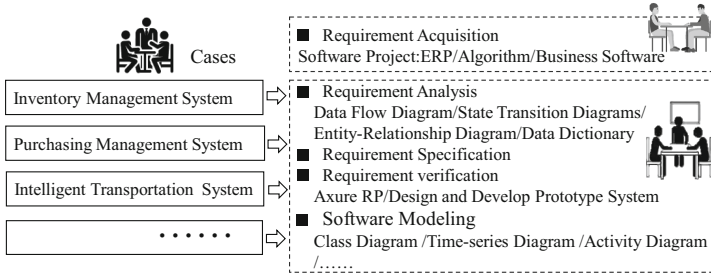 Cases
Inventory Management System
Purchasing Management System
Intelligent Transportation System
······
■ Requirement Acquisition
Software Project:ERP/Algorithm/Business Software
■ Requirement Analysis
Data Flow Diagram/State Transition Diagrams/
Entity-Relationship Diagram/Data Dictionary
■ Requirement Specification
■ Requirement verification
Axure RP/Design and Develop Prototype System
■ Software Modeling
Class Diagram /Time-series Diagram /Activity Diagram
/……